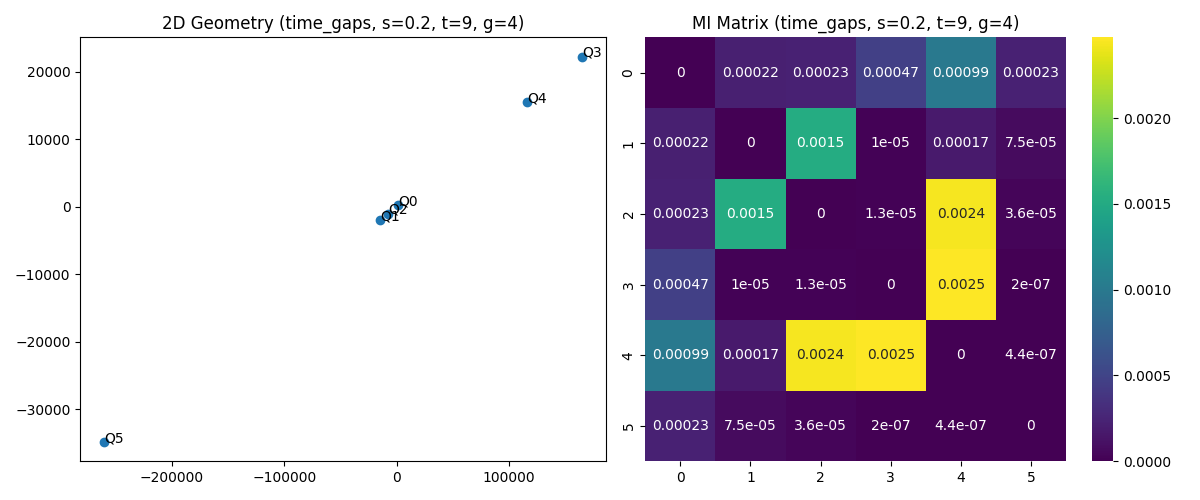 2D Geometry (time_gaps, s=0.2, t=9, g=4)
20000
10000
0
−10000
−20000
−30000
−200000 −100000 0 100000
Q3
Q4
Q0
Q2
Q1
Q5
MI Matrix (time_gaps, s=0.2, t=9, g=4)
0 0 0.00022 0.00023 0.00047 0.00099 0.00023
1 0.00022 0 0.0015 1e-05 0.00017 7.5e-05
2 0.00023 0.0015 0 1.3e-05 0.0024 3.6e-05
3 0.00047 1e-05 1.3e-05 0 0.0025 2e-07
4 0.00099 0.00017 0.0024 0.0025 0 4.4e-07
5 0.00023 7.5e-05 3.6e-05 2e-07 4.4e-07 0
0 1 2 3 4 5
0.0020
0.0015
0.0010
0.0005
0.0000